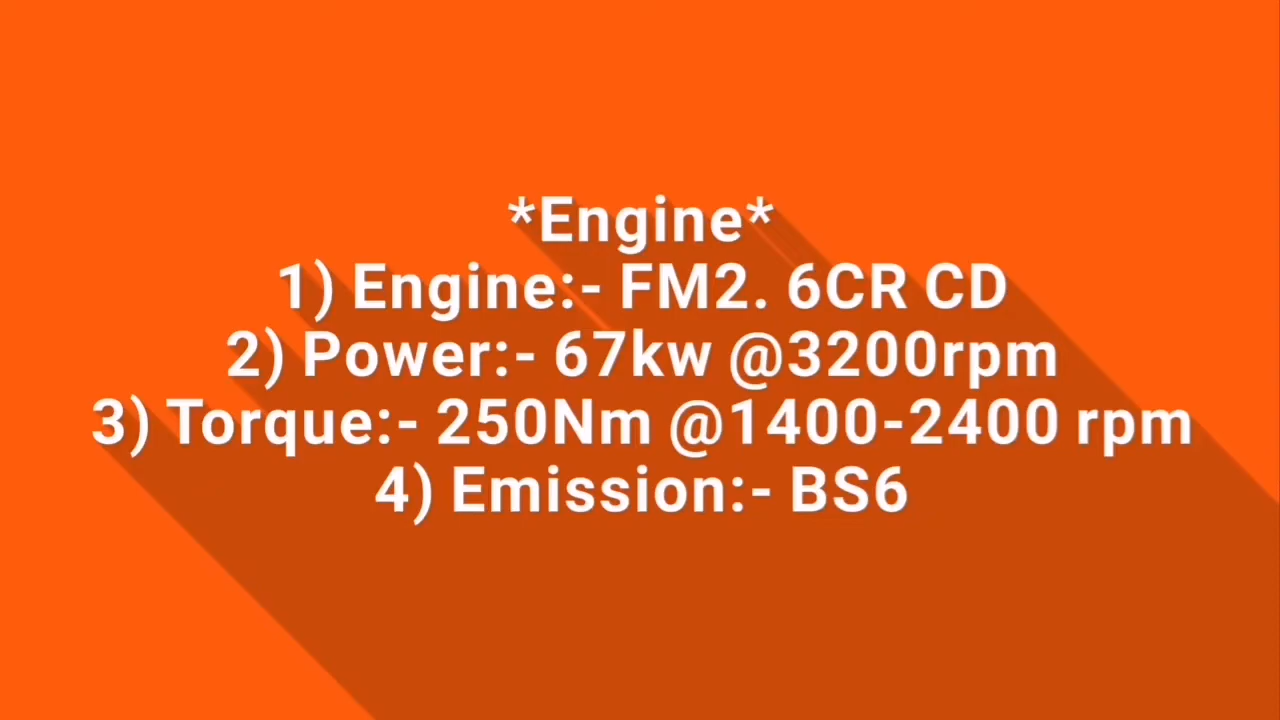 *Engine*
1) Engine:- FM2. 6CR CD
2) Power:- 67kw @3200rpm
3) Torque:- 250Nm @1400-2400 rpm
4) Emission:- BS6